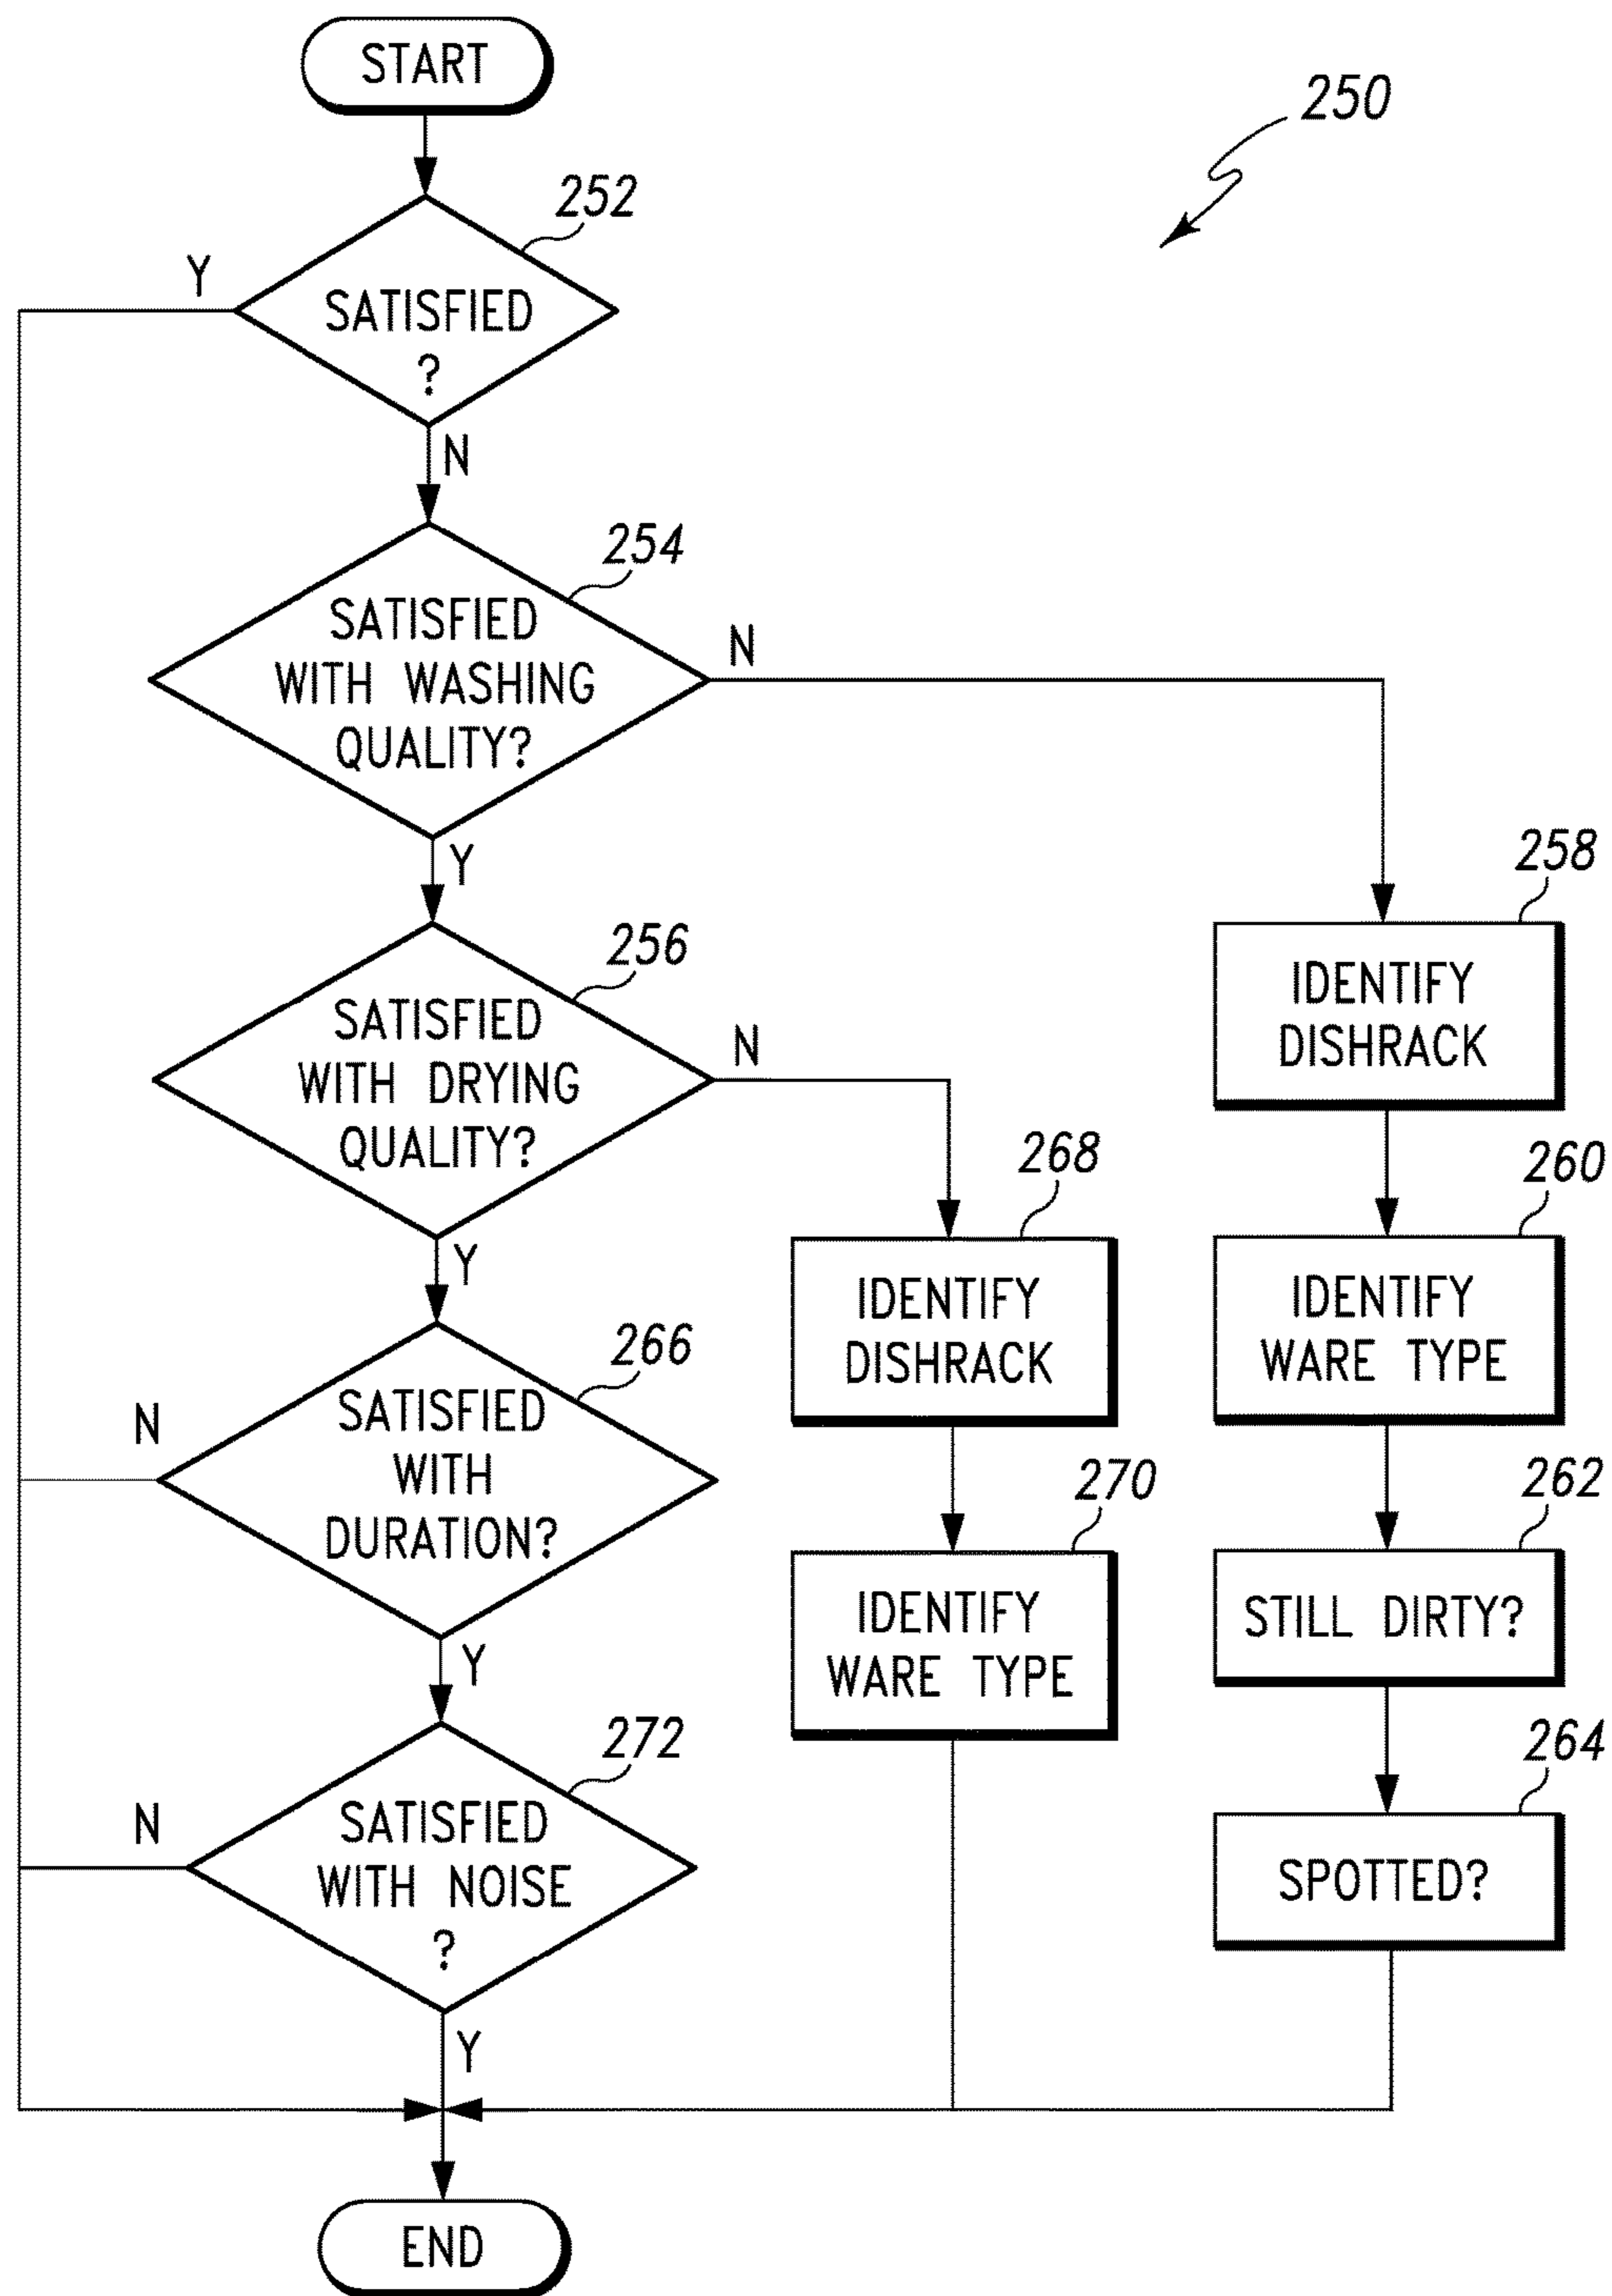 START
250
252
Y
SATISFIED
?
N
254
SATISFIED
WITH WASHING
QUALITY?
N
Y
258
IDENTIFY
DISHRACK
256
SATISFIED
WITH DRYING
QUALITY?
N
Y
268
IDENTIFY
DISHRACK
260
IDENTIFY
WARE TYPE
266
SATISFIED
WITH
DURATION?
N
Y
270
IDENTIFY
WARE TYPE
262
STILL DIRTY?
272
SATISFIED
WITH NOISE
?
N
Y
264
SPOTTED?
END